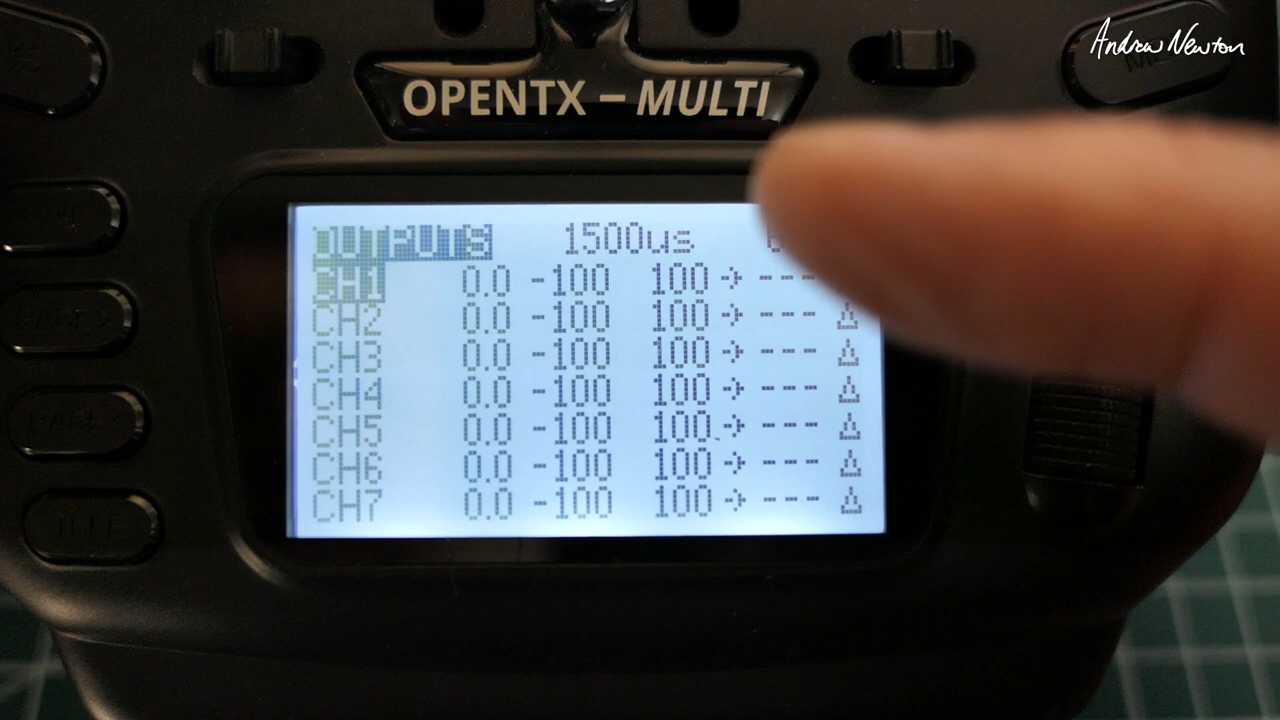 Andrew Newton
OPENTX – MULTI
OUTPUTS 1500us
CH1 0.0 -100 100 → ---
CH2 0.0 -100 100 → --- Δ
CH3 0.0 -100 100 → --- Δ
CH4 0.0 -100 100 → --- Δ
CH5 0.0 -100 100 → --- Δ
CH6 0.0 -100 100 → --- Δ
CH7 0.0 -100 100 → --- Δ